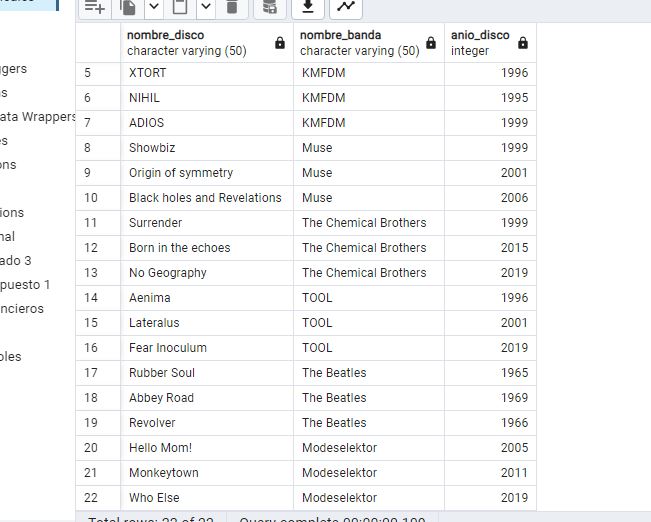 nombre_disco nombre_banda anio_disco
character varying (50) character varying (50) integer
ggers
ns
ata Wrappers
es
ons
ions
nal
ado 3
puesto 1
ncieros
oles
5 XTORT KMFDM 1996
6 NIHIL KMFDM 1995
7 ADIOS KMFDM 1999
8 Showbiz Muse 1999
9 Origin of symmetry Muse 2001
10 Black holes and Revelations Muse 2006
11 Surrender The Chemical Brothers 1999
12 Born in the echoes The Chemical Brothers 2015
13 No Geography The Chemical Brothers 2019
14 Aenima TOOL 1996
15 Lateralus TOOL 2001
16 Fear Inoculum TOOL 2019
17 Rubber Soul The Beatles 1965
18 Abbey Road The Beatles 1969
19 Revolver The Beatles 1966
20 Hello Mom! Modeselektor 2005
21 Monkeytown Modeselektor 2011
22 Who Else Modeselektor 2019
Total rows: 22 of 22 Query complete 00:00:00.109